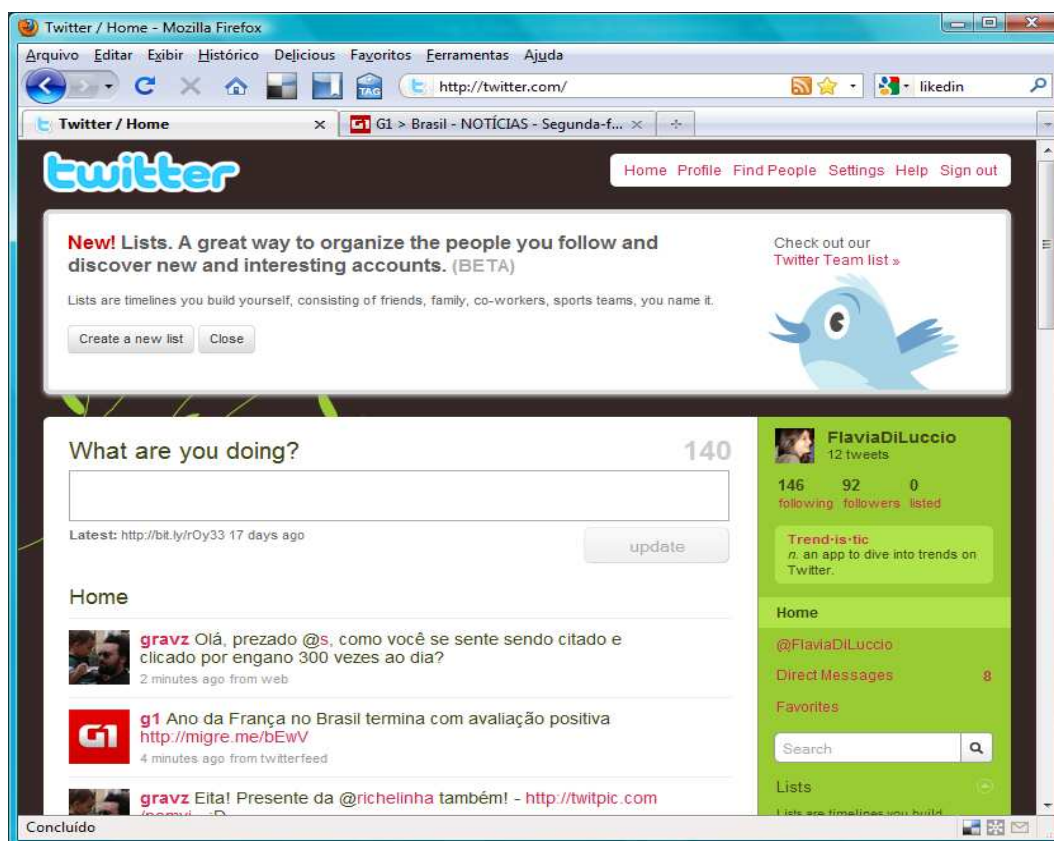 Twitter / Home - Mozilla Firefox
Arquivo Editar Exibir Histórico Delicious Favoritos Ferramentas Ajuda
TAG http://twitter.com/ likedin
Twitter / Home G1 > Brasil - NOTÍCIAS - Segunda-f...
twitter
Home Profile Find People Settings Help Sign out
New! Lists. A great way to organize the people you follow and
discover new and interesting accounts. (BETA)
Lists are timelines you build yourself, consisting of friends, family, co-workers, sports teams, you name it.
Create a new list Close
Check out our
Twitter Team list »
What are you doing? 140
Latest: http://bit.ly/rOy33 17 days ago
update
Home
gravz Olá, prezado @s, como você se sente sendo citado e
clicado por engano 300 vezes ao dia?
2 minutes ago from web
G1
g1 Ano da França no Brasil termina com avaliação positiva
http://migre.me/bEwV
4 minutes ago from twitterfeed
gravz Eita! Presente da @richelinha também! - http://twitpic.com
FlaviaDiLuccio
12 tweets
146 92 0
following followers listed
Trend·is·tic
n. an app to dive into trends on
Twitter.
Home
@FlaviaDiLuccio
Direct Messages 8
Favorites
Search
Lists
Lists are timelines you build
Concluído